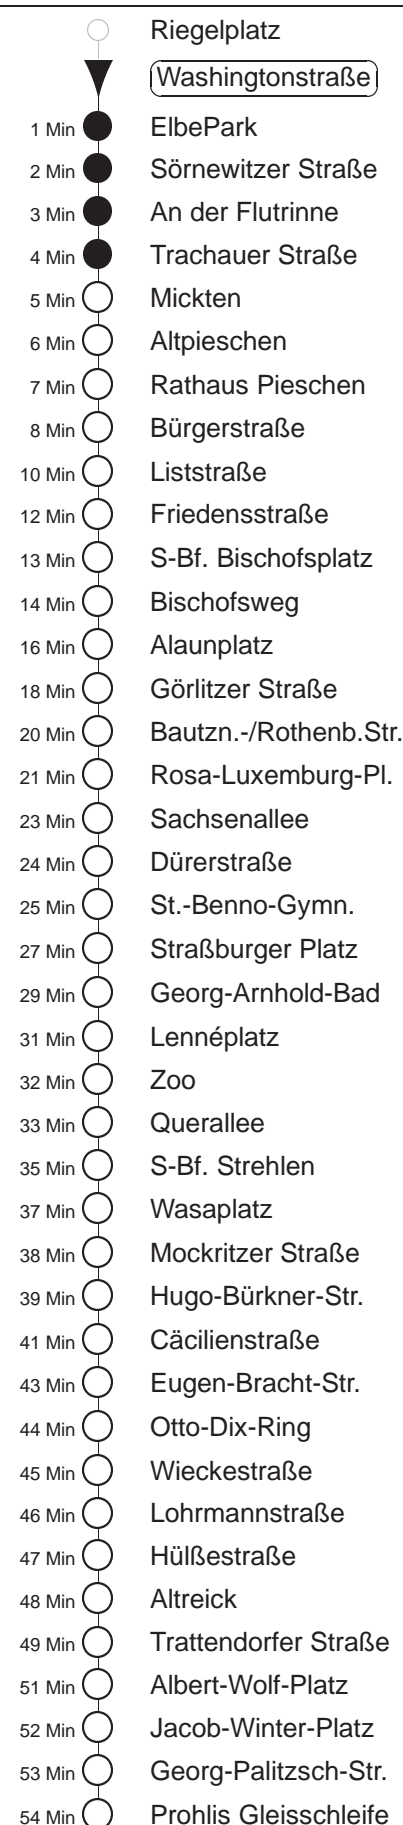 Riegelplatz
Washingtonstraße
1 Min ElbePark
2 Min Sörnewitzer Straße
3 Min An der Flutrinne
4 Min Trachauer Straße
5 Min Mickten
6 Min Altpieschen
7 Min Rathaus Pieschen
8 Min Bürgerstraße
10 Min Liststraße
12 Min Friedensstraße
13 Min S-Bf. Bischofsplatz
14 Min Bischofsweg
16 Min Alaunplatz
18 Min Görlitzer Straße
20 Min Bautzn.-/Rothenb.Str.
21 Min Rosa-Luxemburg-Pl.
23 Min Sachsenallee
24 Min Dürerstraße
25 Min St.-Benno-Gymn.
27 Min Straßburger Platz
29 Min Georg-Arnhold-Bad
31 Min Lennéplatz
32 Min Zoo
33 Min Querallee
35 Min S-Bf. Strehlen
37 Min Wasaplatz
38 Min Mockritzer Straße
39 Min Hugo-Bürkner-Str.
41 Min Cäcilienstraße
43 Min Eugen-Bracht-Str.
44 Min Otto-Dix-Ring
45 Min Wieckestraße
46 Min Lohrmannstraße
47 Min Hülßestraße
48 Min Altreick
49 Min Trattendorfer Straße
51 Min Albert-Wolf-Platz
52 Min Jacob-Winter-Platz
53 Min Georg-Palitzsch-Str.
54 Min Prohlis Gleisschleife